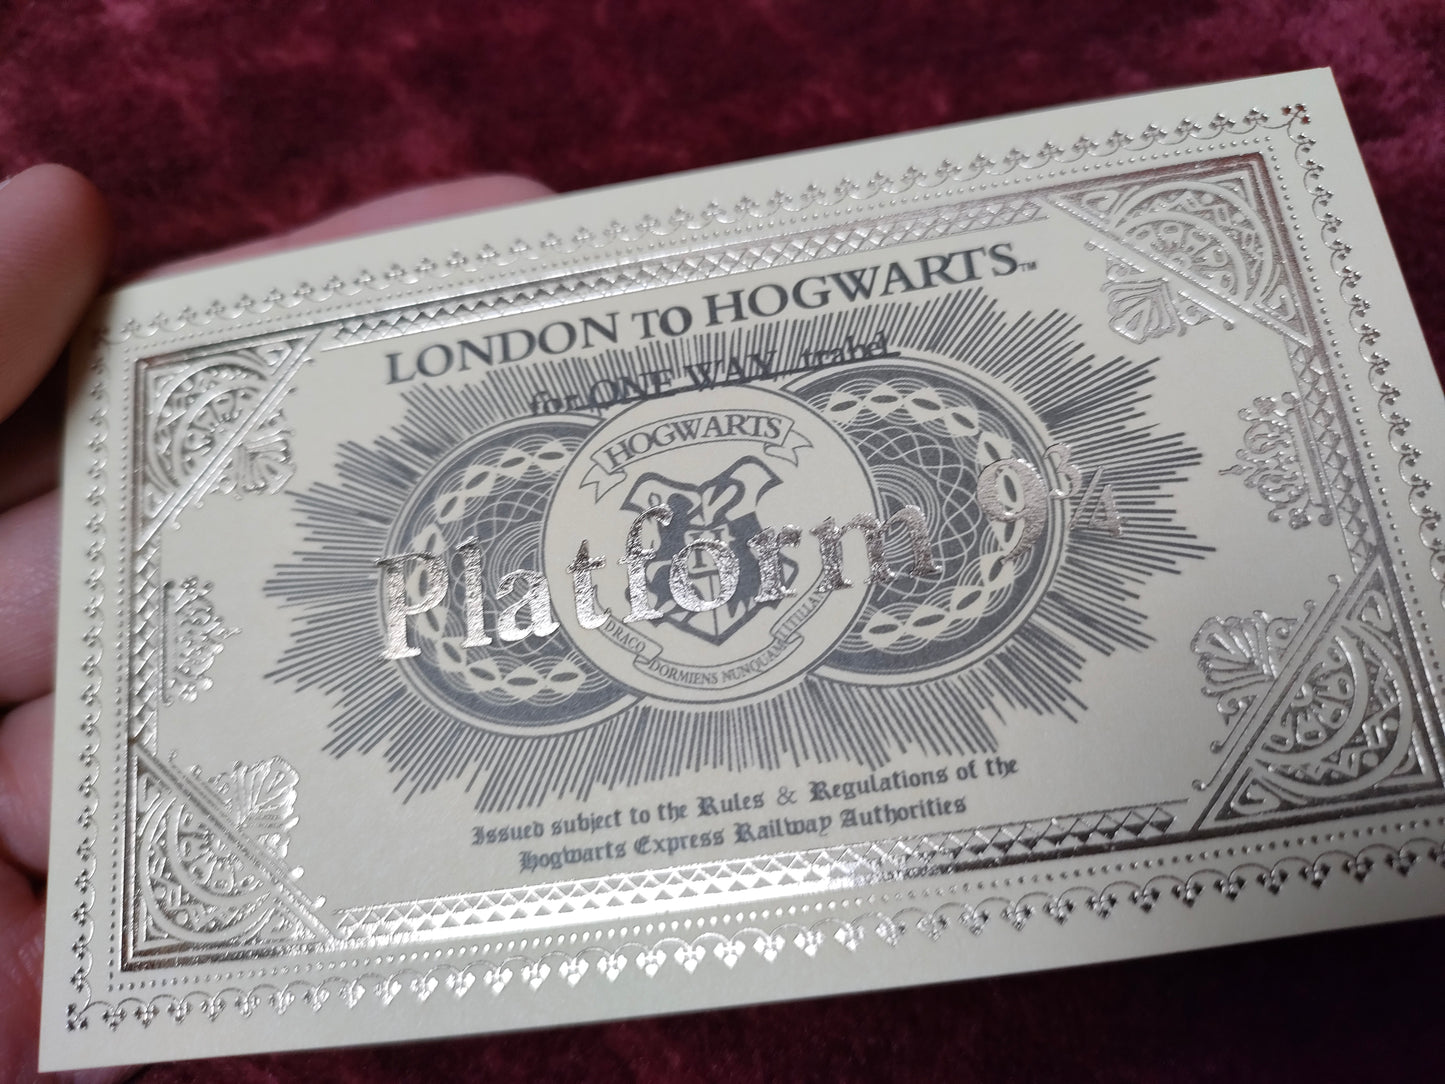 LONDON TO HOGWARTS™
for ONE WAY trabel
HOGWARTS
Platform 9¾
DRACO DORMIENS NUNQUAM TITILLANDUS
Issued subject to the Rules & Regulations of the
Hogwarts Express Railway Authorities